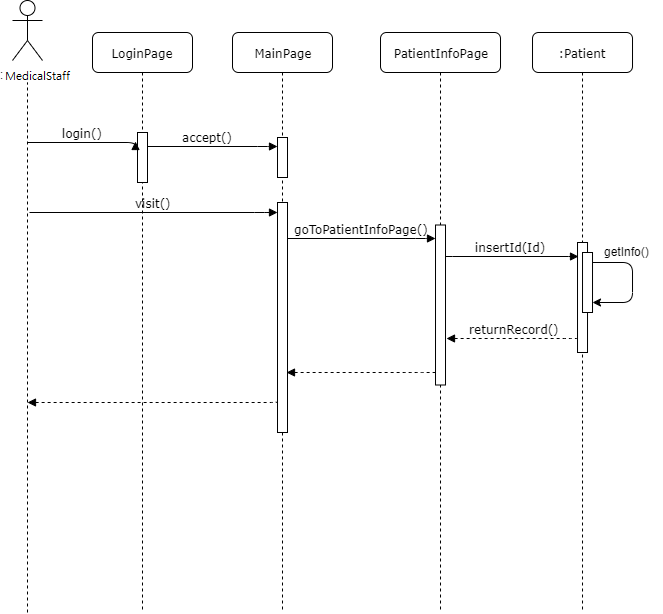 LoginPage
MainPage
PatientInfoPage
:Patient
: MedicalStaff
login()
accept()
visit()
goToPatientInfoPage()
insertId(Id)
getInfo()
returnRecord()